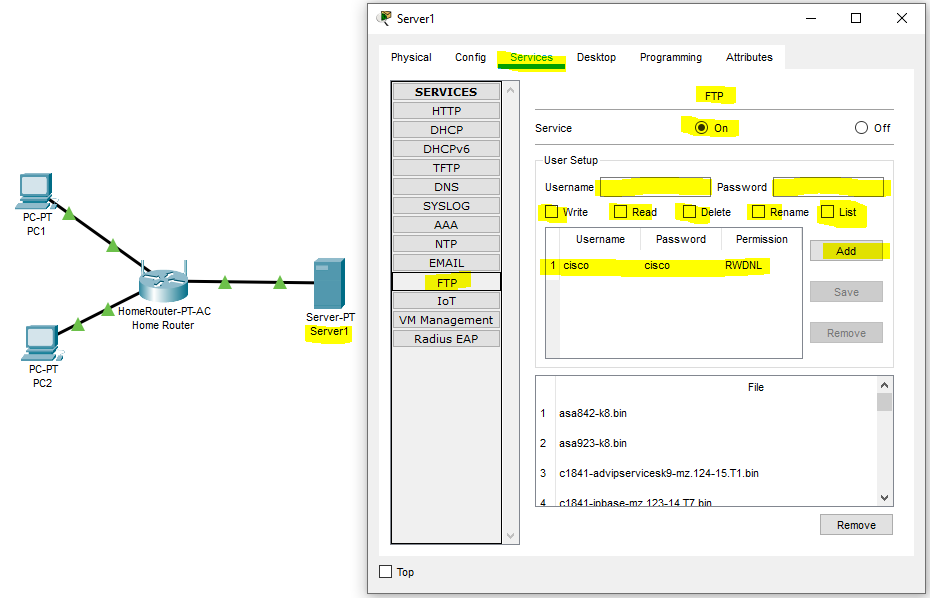 Server1
Physical Config Services Desktop Programming Attributes
SERVICES
HTTP
DHCP
DHCPv6
TFTP
DNS
SYSLOG
AAA
NTP
EMAIL
FTP
IoT
VM Management
Radius EAP
FTP
Service On Off
User Setup
Username Password
Write Read Delete Rename List
Username Password Permission
1 cisco cisco RWDNL
Add
Save
Remove
File
1 asa842-k8.bin
2 asa923-k8.bin
3 c1841-advipservicesk9-mz.124-15.T1.bin
4 c1841-ipbase-mz.123-14.T7.bin
Remove
Top
PC-PT
PC1
HomeRouter-PT-AC
Home Router
Server-PT
Server1
PC-PT
PC2